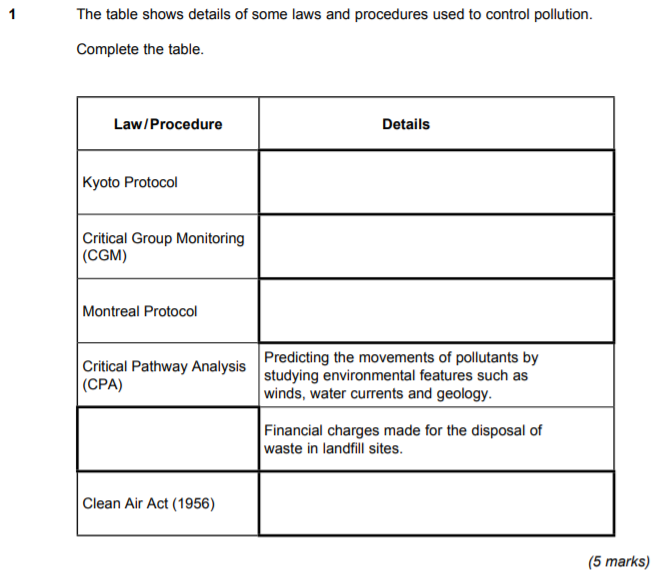 1 The table shows details of some laws and procedures used to control pollution.
Complete the table.
Law/Procedure Details
Kyoto Protocol
Critical Group Monitoring
(CGM)
Montreal Protocol
Critical Pathway Analysis
(CPA)
Predicting the movements of pollutants by
studying environmental features such as
winds, water currents and geology.
Financial charges made for the disposal of
waste in landfill sites.
Clean Air Act (1956)
(5 marks)